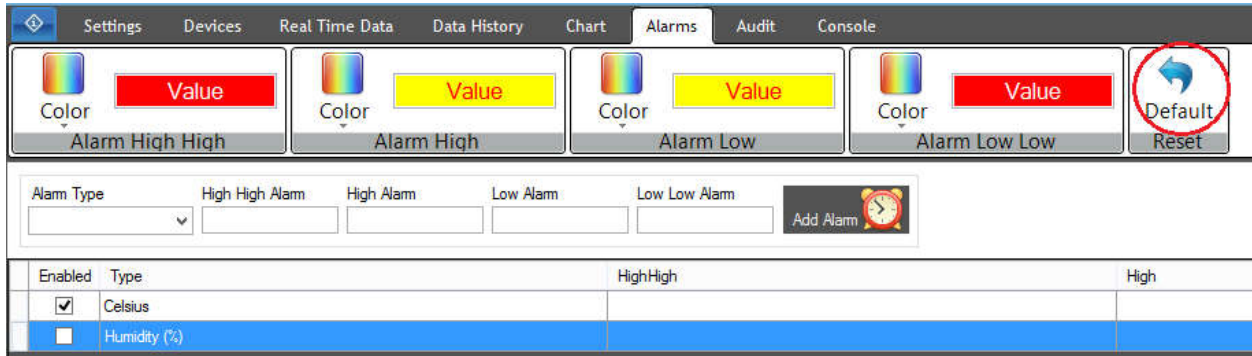 Settings Devices Real Time Data Data History Chart Alarms Audit Console
Color Value Color Value Color Value Color Value Default
Alarm High High Alarm High Alarm Low Alarm Low Low Reset
Alarm Type High High Alarm High Alarm Low Alarm Low Low Alarm
Add Alarm
Enabled Type HighHigh High
Celsius
Humidity (%)